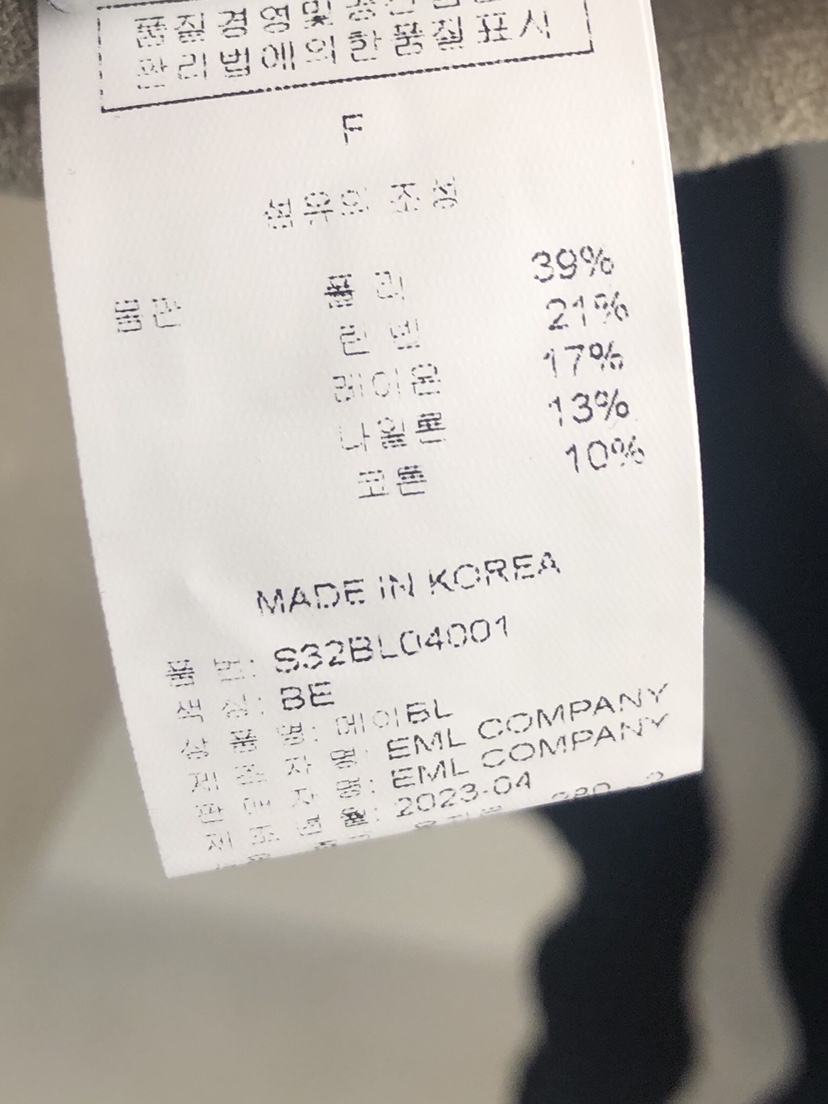 품질경영및공산품
관리법에의한품질표시
F
섬유의 조성
몸판 폴리 39%
린넨 21%
레이온 17%
나일론 13%
코튼 10%
MADE IN KOREA
품 번: S32BL04001
색 상: BE
상 품 명: 메이BL
제 조 자 명: EML COMPANY
판 매 자 명: EML COMPANY
제 조 년 월: 2023-04